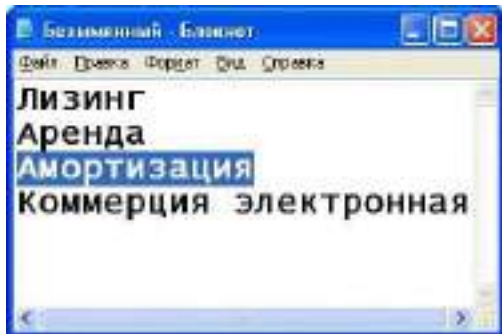 Безымянный - Блокнот
Файл Правка Формат Вид Справка
Лизинг
Аренда
Амортизация
Коммерция электронная